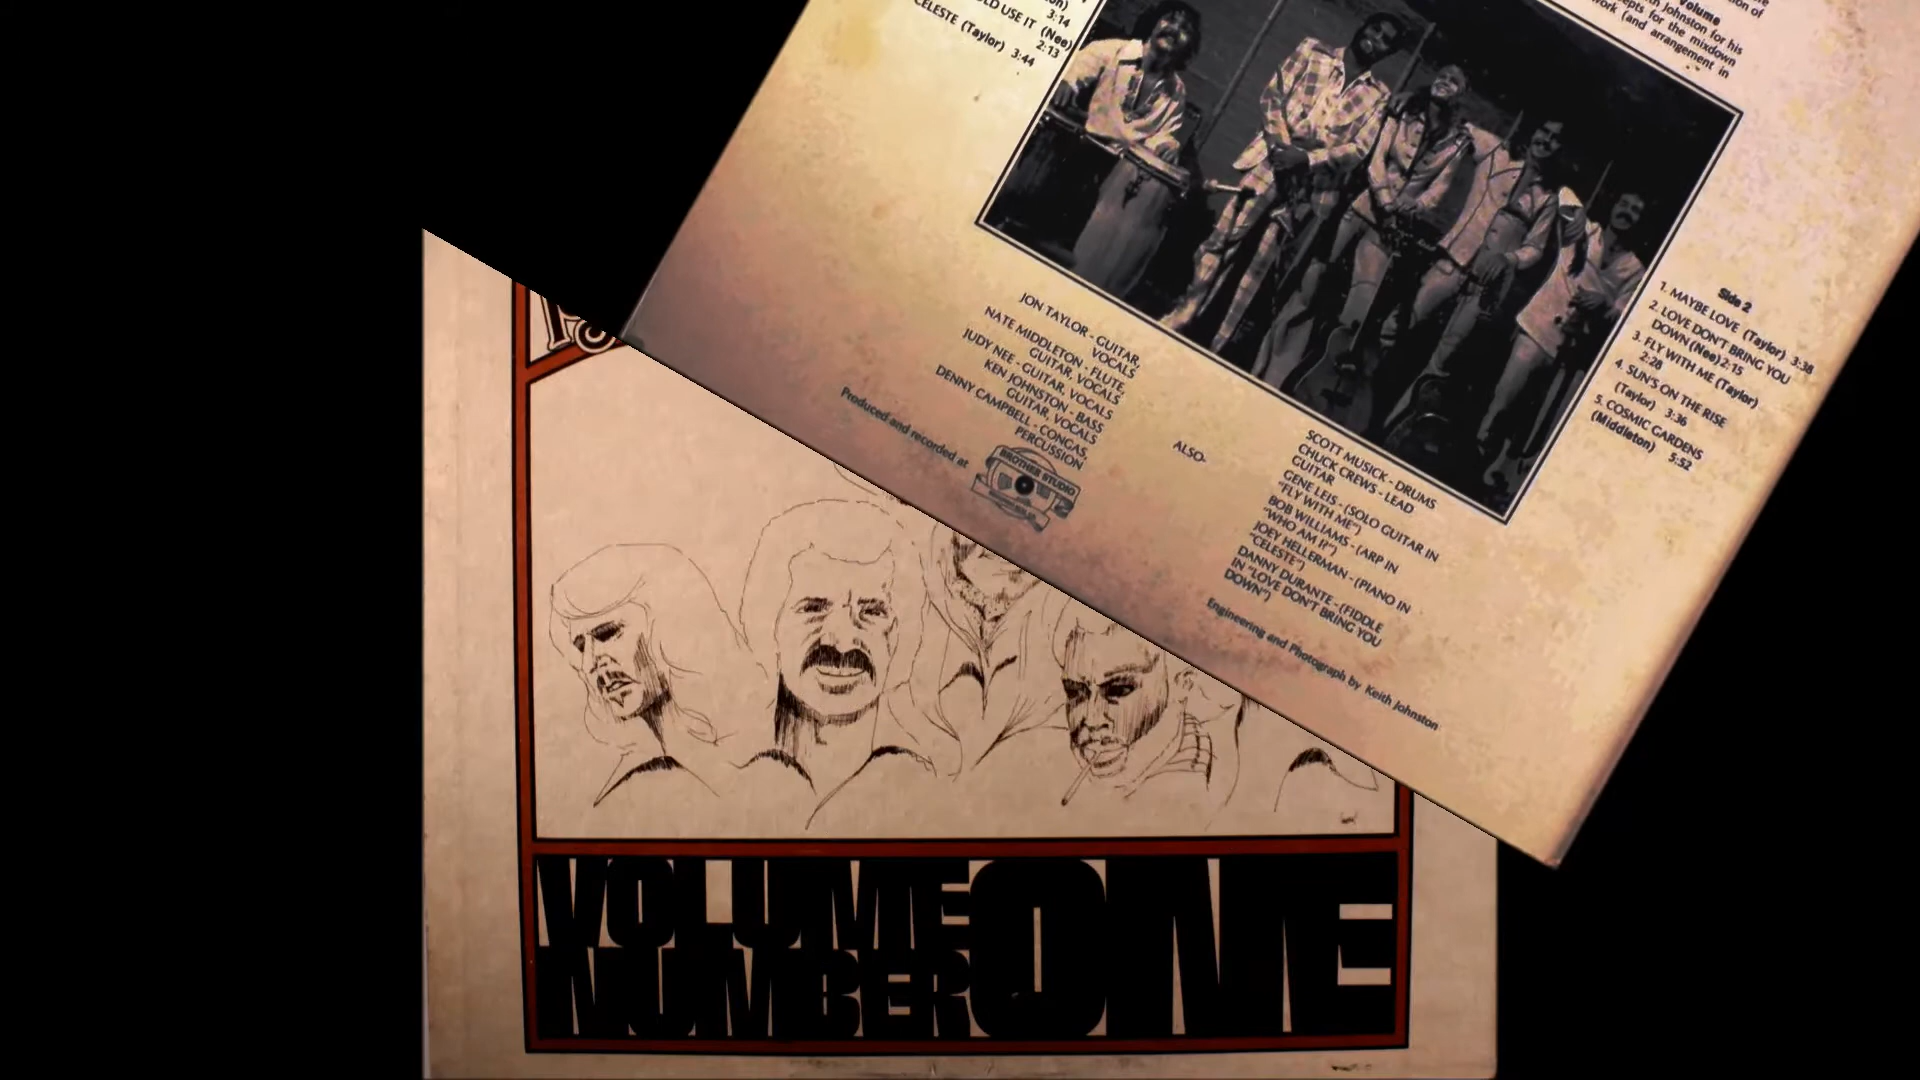 OULD USE IT (Nee)
3:14
2:13
CELESTE (Taylor) 3:44
Volume
Johnston for his
for the mixdown
work (and arrangement in
JON TAYLOR - GUITAR,
VOCALS
NATE MIDDLETON - FLUTE,
GUITAR, VOCALS
JUDY NEE - GUITAR, VOCALS
KEN JOHNSTON - BASS
GUITAR, VOCALS
DENNY CAMPBELL - CONGAS,
PERCUSSION
Produced and recorded at
BROTHER STUDIO
ALSO-
SCOTT MUSICK - DRUMS
CHUCK CREWS - LEAD
GUITAR
GENE LEIS - (SOLO GUITAR IN
"FLY WITH ME")
BOB WILLIAMS - (ARP IN
"WHO AM I?")
JOEY HELLERMAN - (PIANO IN
"CELESTE")
DANNY DURANTE - (FIDDLE
IN "LOVE DON'T BRING YOU
DOWN")
Engineering and Photograph by Keith Johnston
Side 2
1. MAYBE LOVE (Taylor) 3:38
2. LOVE DON'T BRING YOU
DOWN (Nee) 2:15
3. FLY WITH ME (Taylor)
2:28
4. SUN'S ON THE RISE
(Taylor) 3:36
5. COSMIC GARDENS
(Middleton) 5:52
VOLUME
NUMBER
ONE